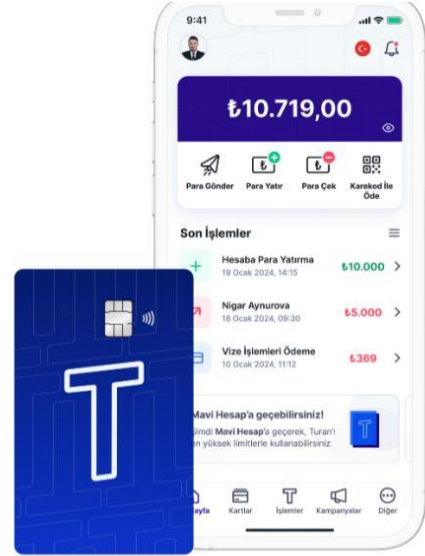 9:41
₺10.719,00
Para Gönder
Para Yatır
Para Çek
Karekod İle
Öde
Son İşlemler
Hesaba Para Yatırma
19 Ocak 2024, 14:15
₺10.000
Nigar Aynurova
18 Ocak 2024, 09:30
₺5.000
Vize İşlemleri Ödeme
10 Ocak 2024, 11:12
₺369
Mavi Hesap'a geçebilirsiniz!
Şimdi Mavi Hesap'a geçerek, Turan'ı
en yüksek limitlerle kullanabilirsiniz.
T
T
Kartlar
İşlemler
Kampanyalar
Diğer